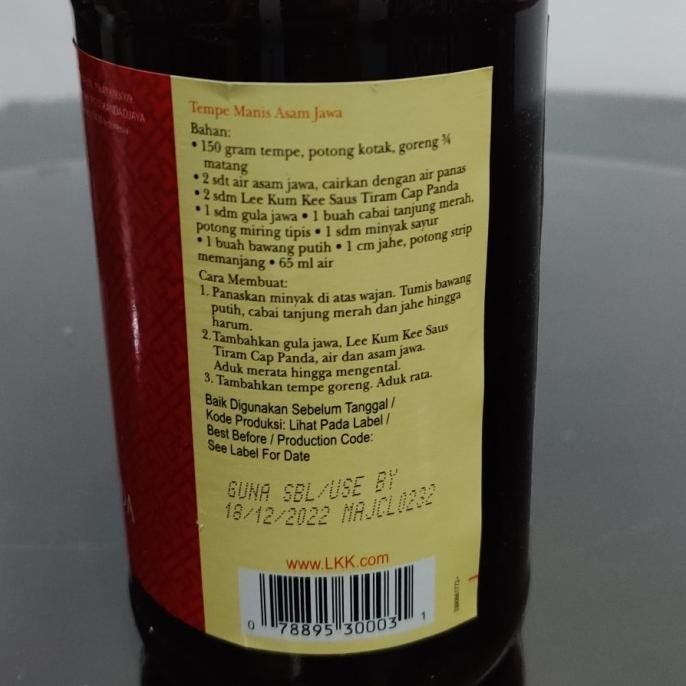 Tempe Manis Asam Jawa
Bahan:
• 150 gram tempe, potong kotak, goreng ¾
matang
• 2 sdt air asam jawa, cairkan dengan air panas
• 2 sdm Lee Kum Kee Saus Tiram Cap Panda
• 1 sdm gula jawa • 1 buah cabai tanjung merah,
potong miring tipis • 1 sdm minyak sayur
• 1 buah bawang putih • 1 cm jahe, potong strip
memanjang • 65 ml air
Cara Membuat:
1. Panaskan minyak di atas wajan. Tumis bawang
putih, cabai tanjung merah dan jahe hingga
harum.
2. Tambahkan gula jawa, Lee Kum Kee Saus
Tiram Cap Panda, air dan asam jawa.
Aduk merata hingga mengental.
3. Tambahkan tempe goreng. Aduk rata.
Baik Digunakan Sebelum Tanggal /
Kode Produksi: Lihat Pada Label /
Best Before / Production Code:
See Label For Date
GUNA SBL/USE BY
18/12/2022 MAJCL0232
www.LKK.com
0 78895 30003 1